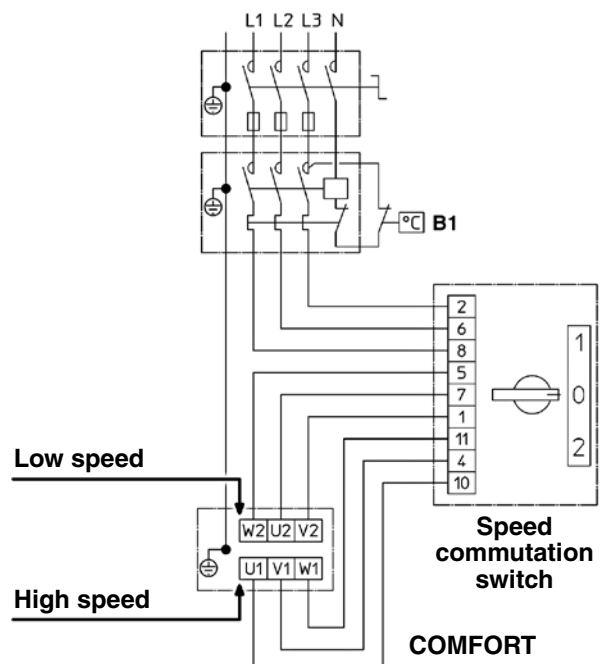 L1 L2 L3 N
°C B1
2
6
8
5
7
1
11
4
10
1
0
2
Low speed
W2 U2 V2
U1 V1 W1
High speed
Speed
commutation
switch
COMFORT